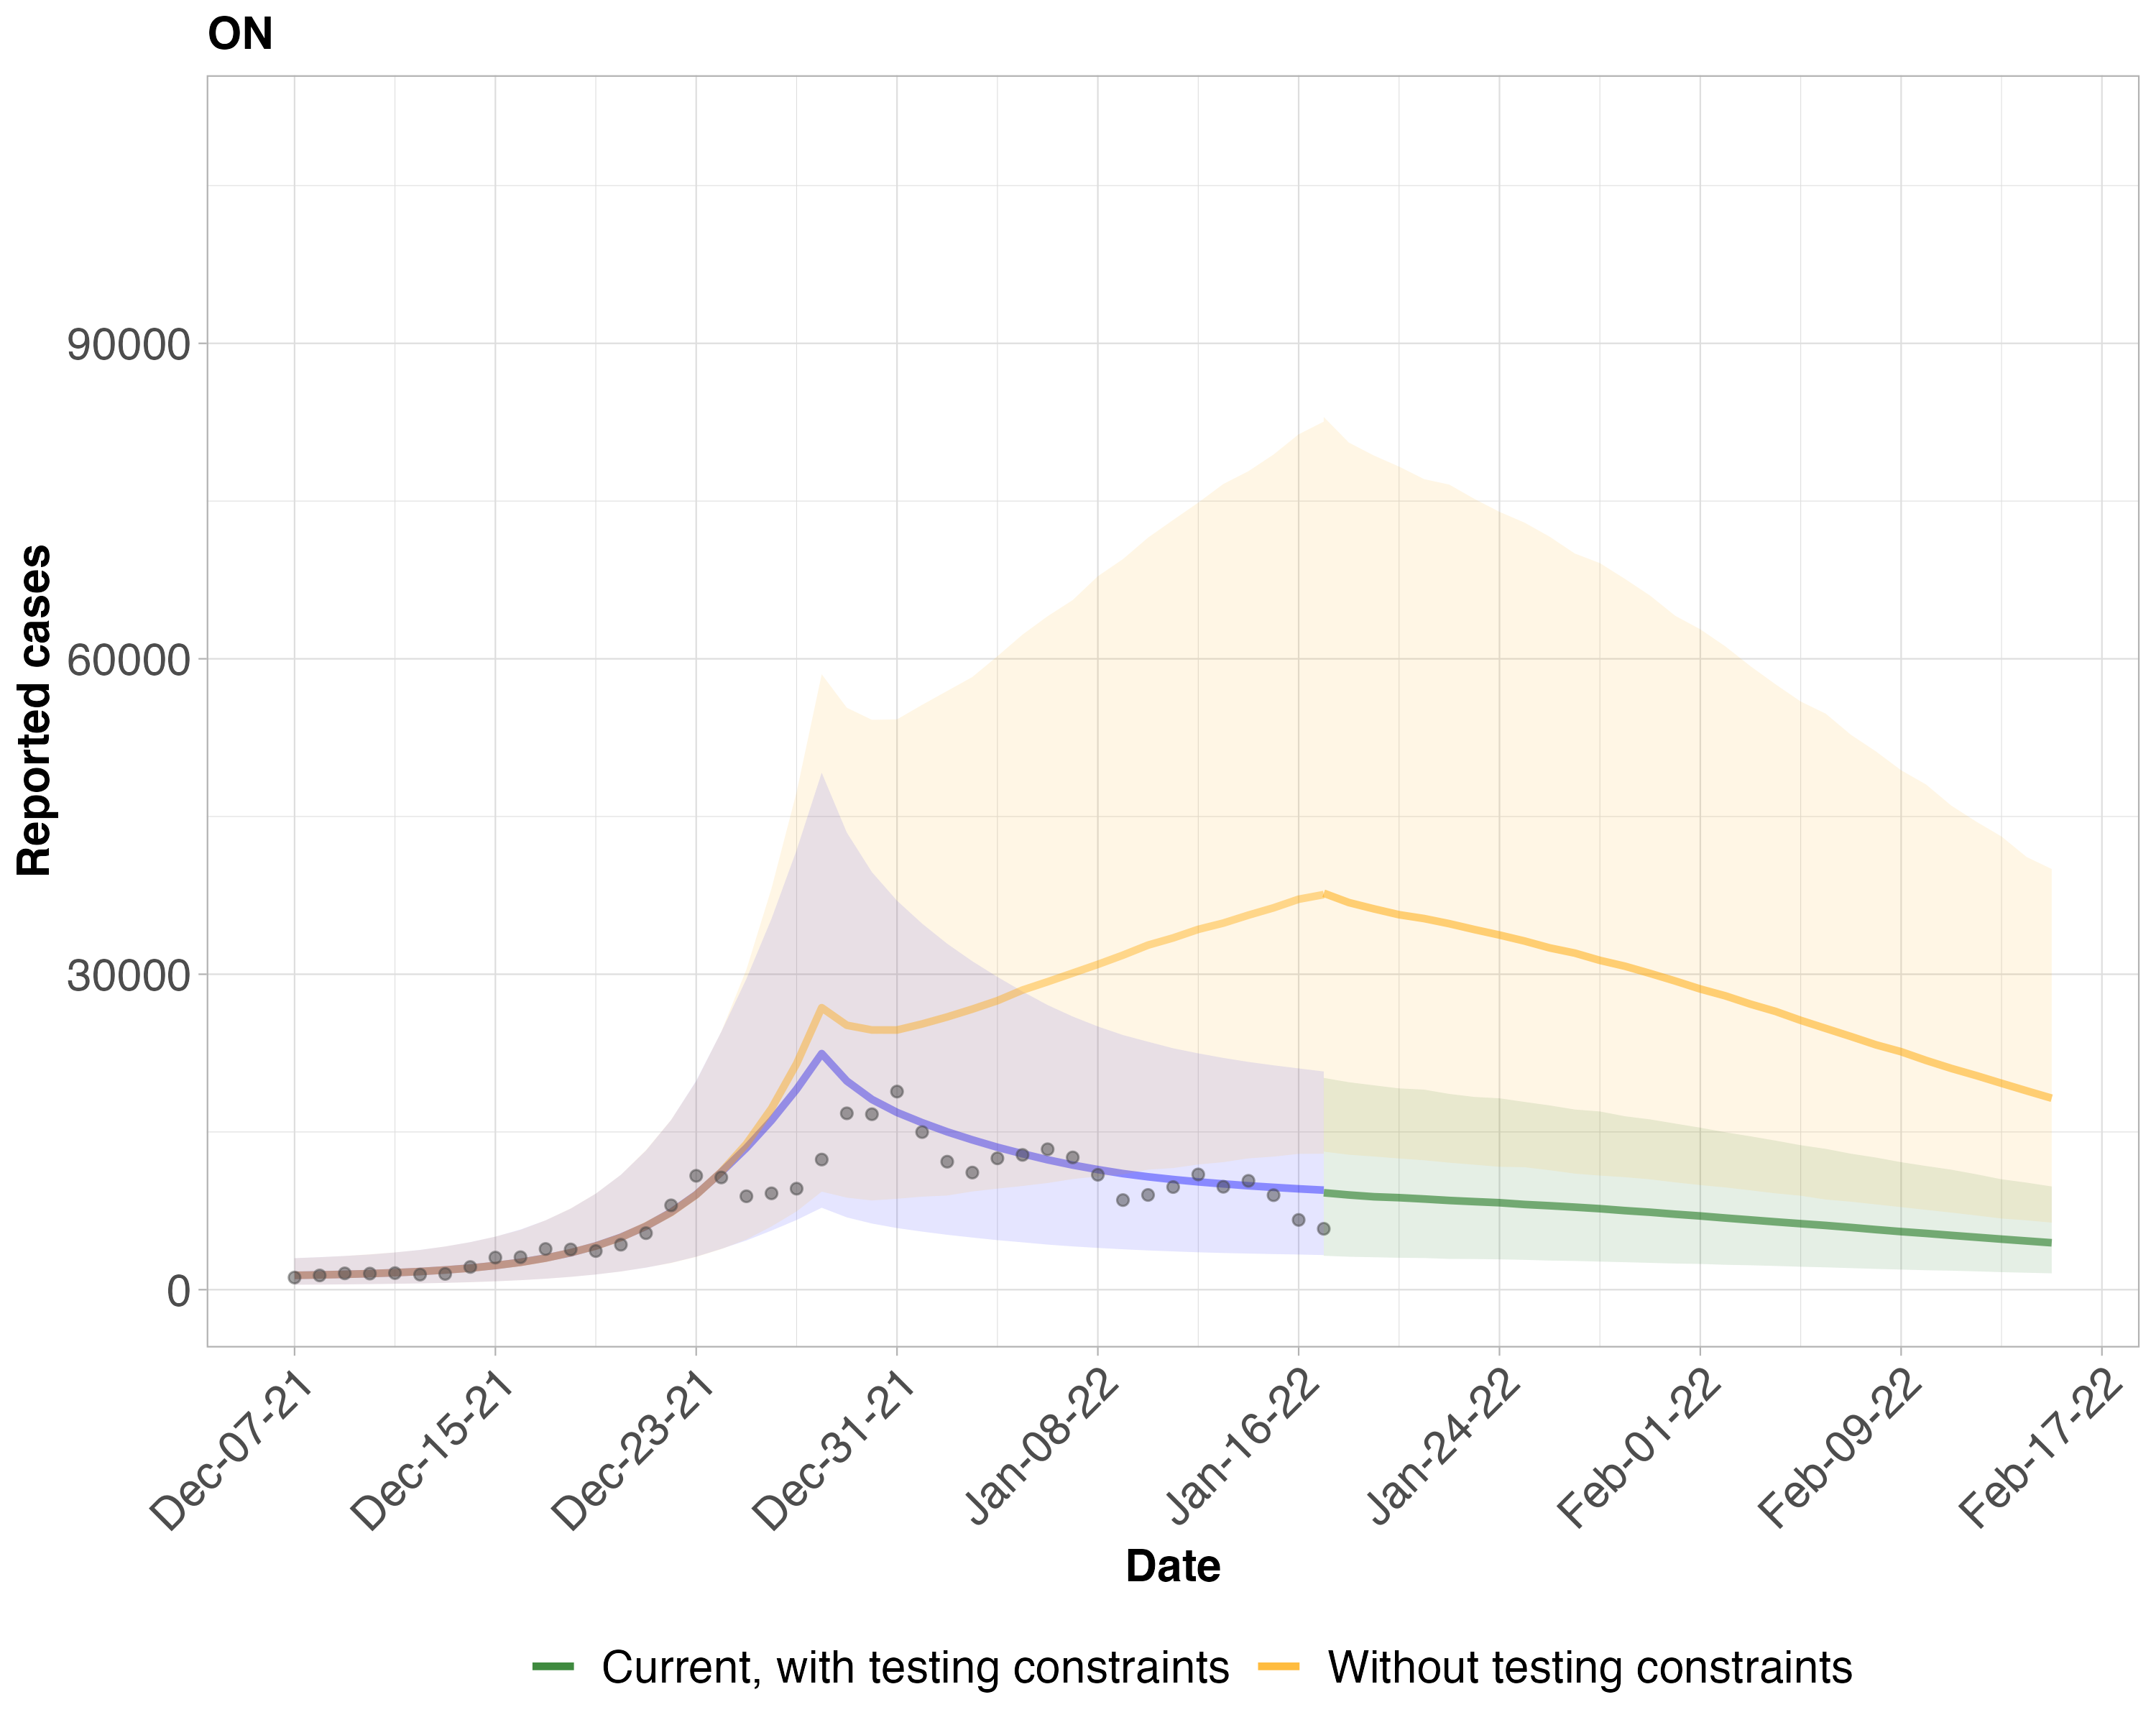 ON
Reported cases
90000
60000
30000
0
Dec-07-21
Dec-15-21
Dec-23-21
Dec-31-21
Jan-08-22
Jan-16-22
Jan-24-22
Feb-01-22
Feb-09-22
Feb-17-22
Date
Current, with testing constraints
Without testing constraints